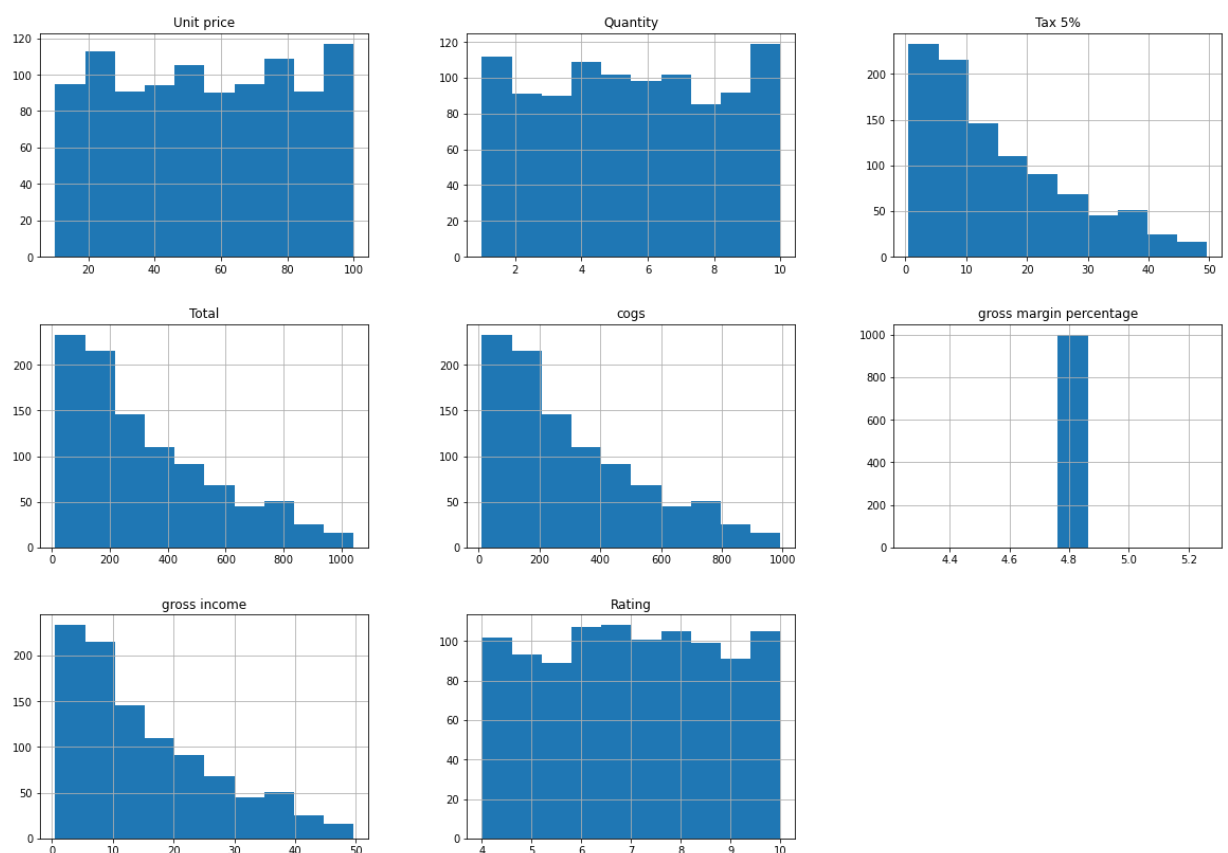 Unit price
120
100
80
60
40
20
0
20 40 60 80 100
Quantity
120
100
80
60
40
20
0
2 4 6 8 10
Tax 5%
200
150
100
50
0
0 10 20 30 40 50
Total
200
150
100
50
0
0 200 400 600 800 1000
cogs
200
150
100
50
0
0 200 400 600 800 1000
gross margin percentage
1000
800
600
400
200
0
4.4 4.6 4.8 5.0 5.2
gross income
200
150
100
50
0
0 10 20 30 40 50
Rating
100
80
60
40
20
0
4 5 6 7 8 9 10